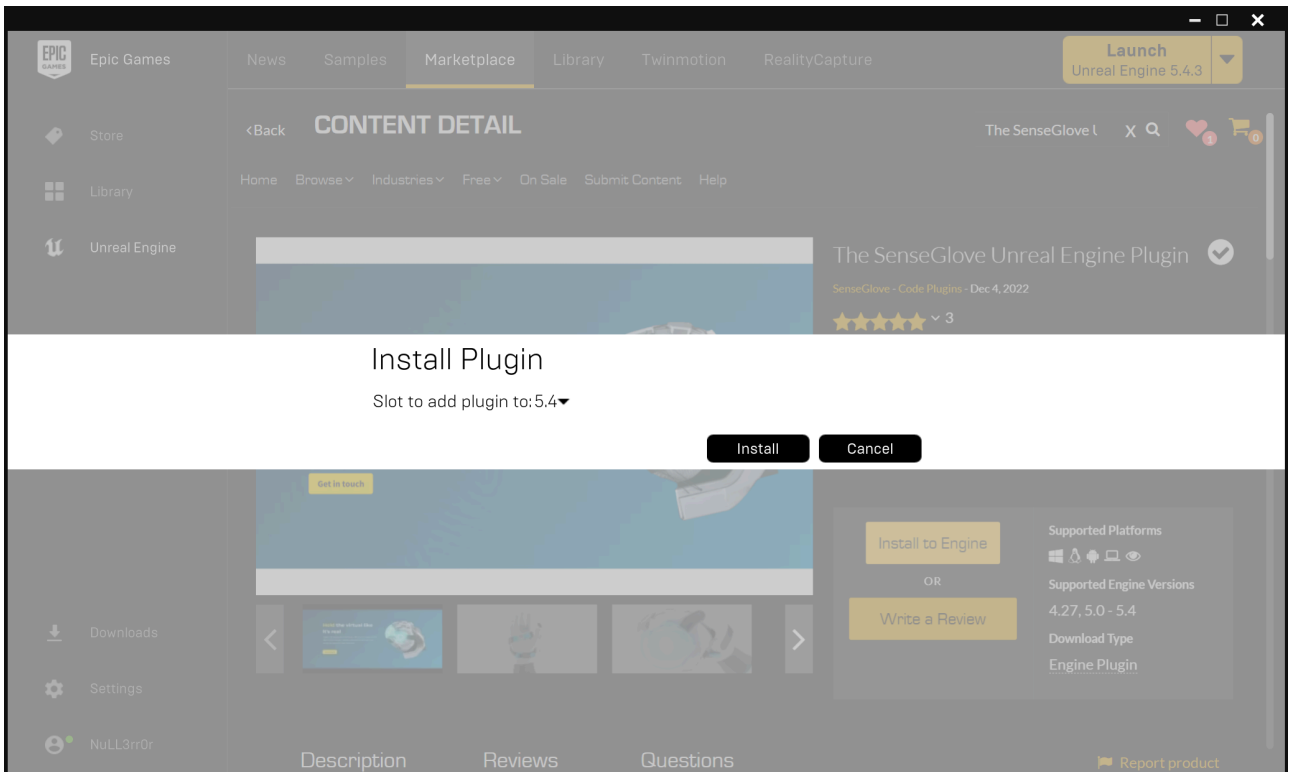 EPIC GAMES
Epic Games
News Samples Marketplace Library Twinmotion RealityCapture
Launch
Unreal Engine 5.4.3
Store
Library
Unreal Engine
<Back CONTENT DETAIL
The SenseGlove U X
1
0
Home Browse Industries Free On Sale Submit Content Help
The SenseGlove Unreal Engine Plugin
SenseGlove - Code Plugins - Dec 4, 2022
3
Install Plugin
Slot to add plugin to: 5.4
Install Cancel
Get in touch
Install to Engine
OR
Write a Review
Supported Platforms
Supported Engine Versions
4.27, 5.0 - 5.4
Download Type
Engine Plugin
Downloads
Settings
NuLL3rr0r
Description Reviews Questions
Report product